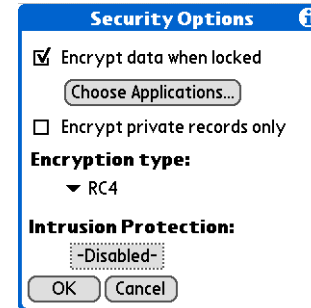 Security Options
Encrypt data when locked
Choose Applications...
Encrypt private records only
Encryption type:
RC4
Intrusion Protection:
-Disabled-
OK Cancel